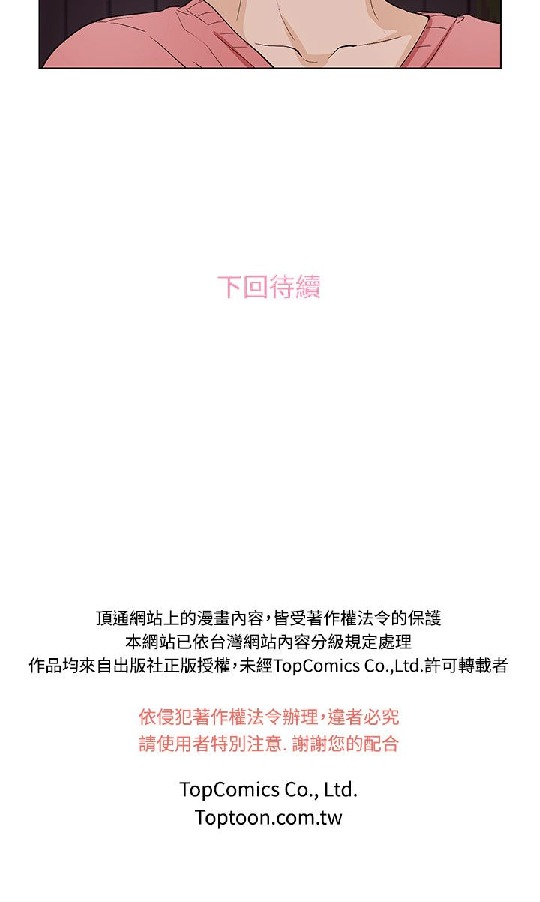 下回待續
頂通網站上的漫畫內容,皆受著作權法令的保護
本網站已依台灣網站內容分級規定處理
作品均來自出版社正版授權,未經TopComics Co.,Ltd.許可轉載者
依侵犯著作權法令辦理,違者必究
請使用者特別注意. 謝謝您的配合
TopComics Co., Ltd.
Toptoon.com.tw